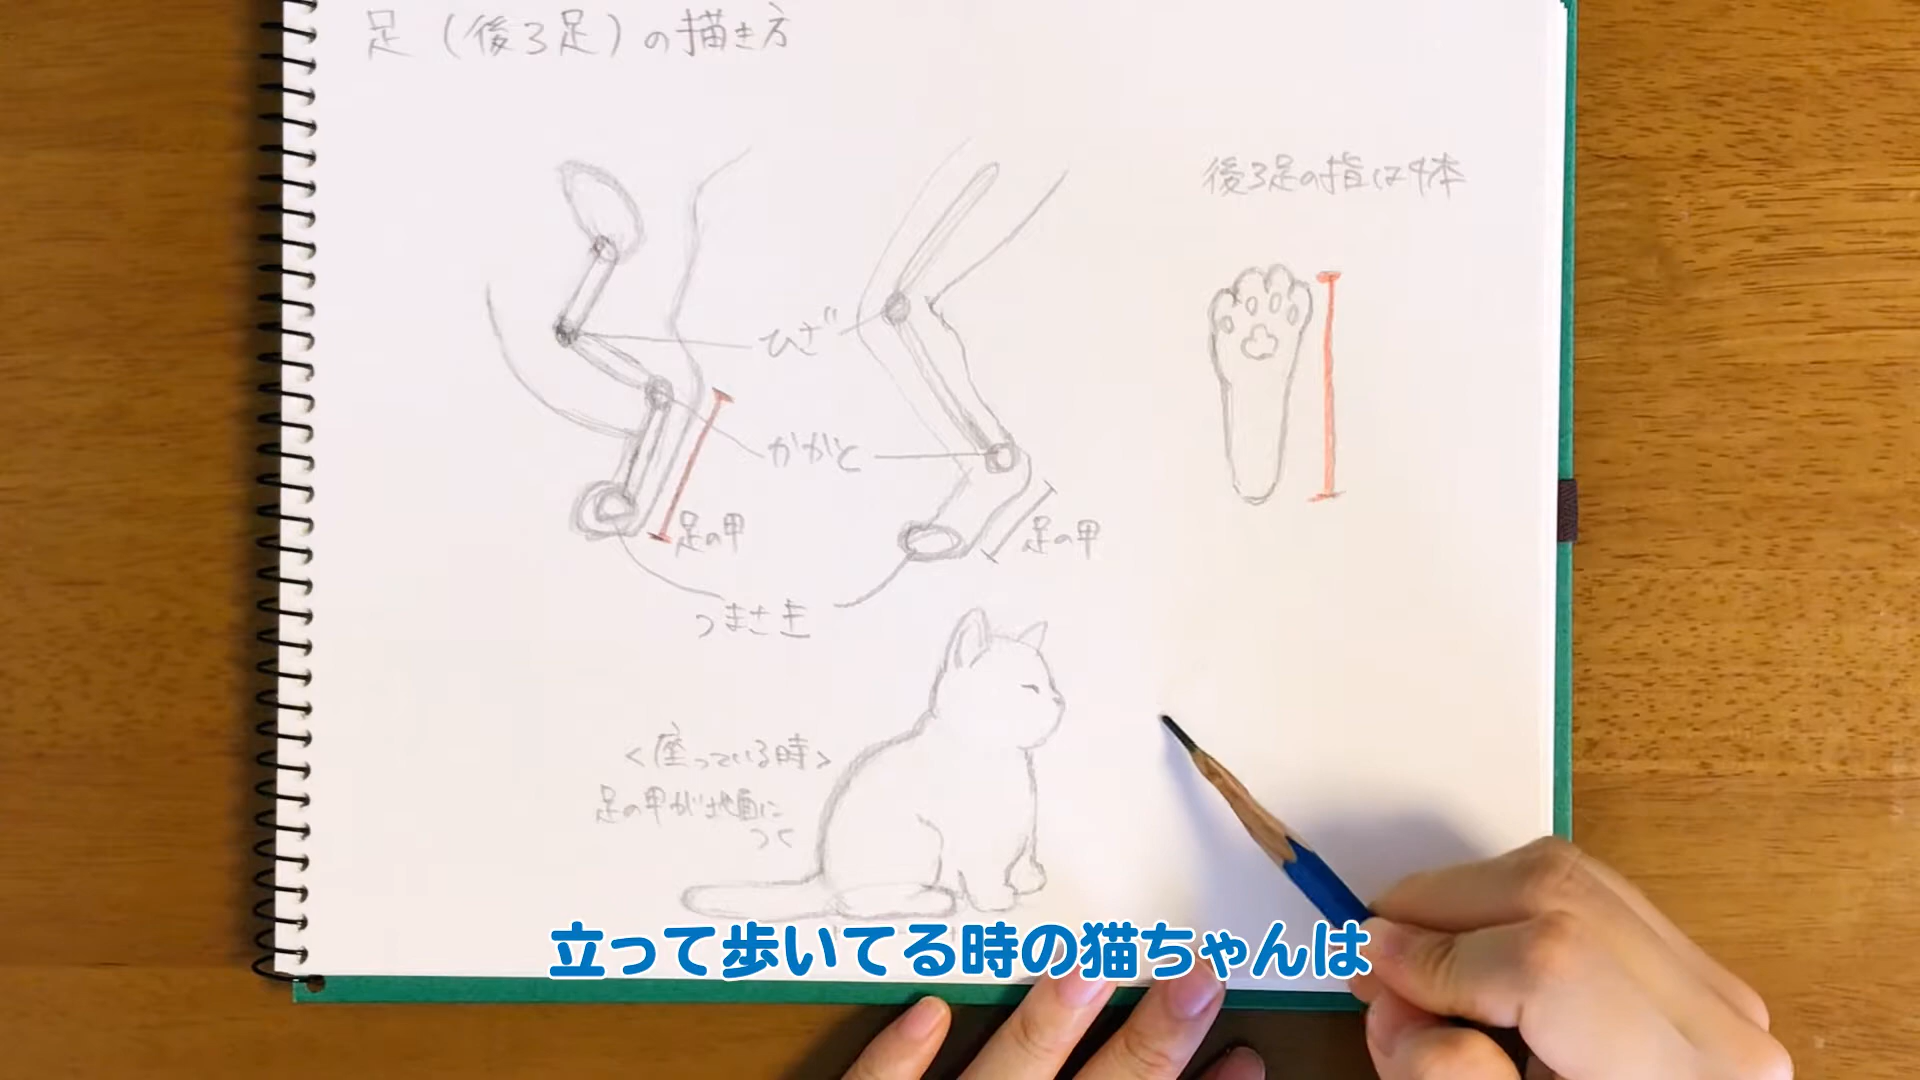 足(後ろ足)の描き方
後ろ足の指は4本
ひざ
かかと
足の甲
足の甲
つまさき
<座っている時>
足の甲が地面に
つく
立って歩いてる時の猫ちゃんは